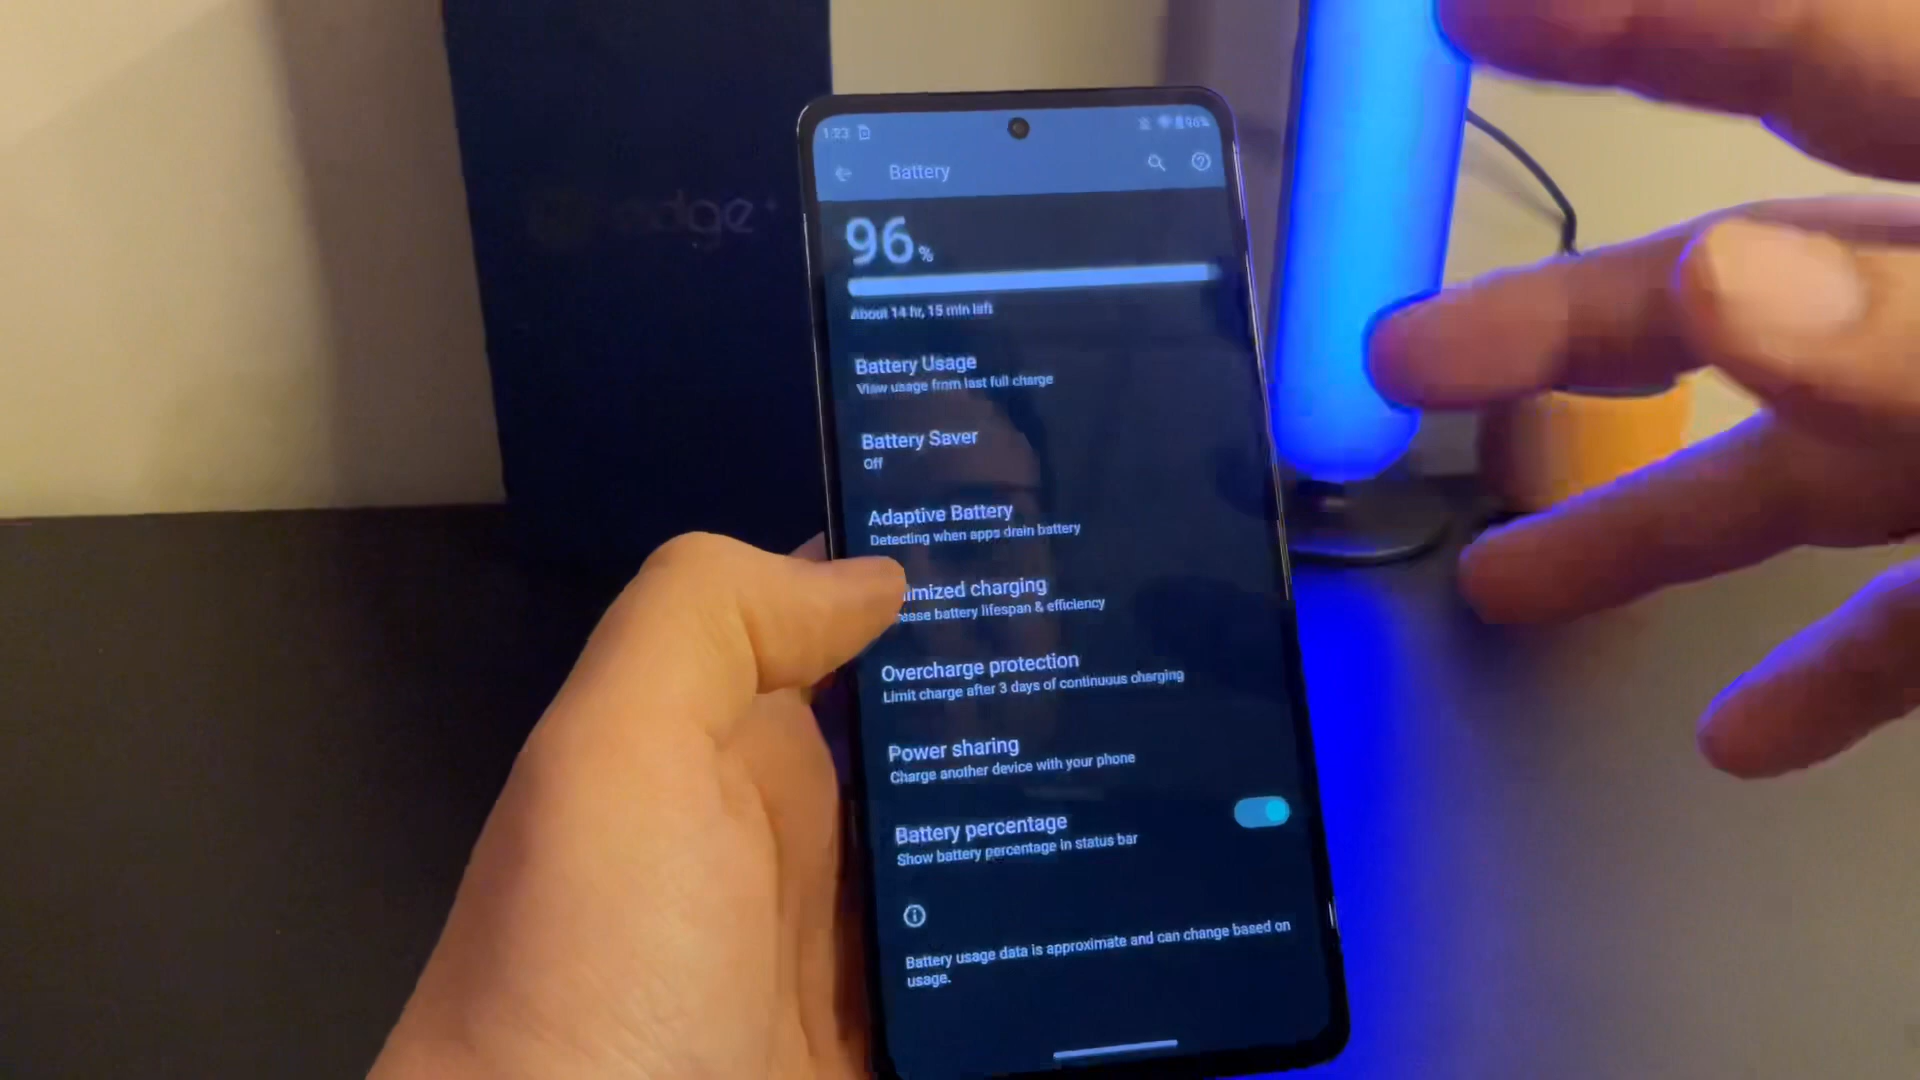 1:23
96%
Battery
edge+
96%
About 14 hr, 15 min left
Battery Usage
View usage from last full charge
Battery Saver
Off
Adaptive Battery
Detecting when apps drain battery
imized charging
ease battery lifespan & efficiency
Overcharge protection
Limit charge after 3 days of continuous charging
Power sharing
Charge another device with your phone
Battery percentage
Show battery percentage in status bar
Battery usage data is approximate and can change based on
usage.